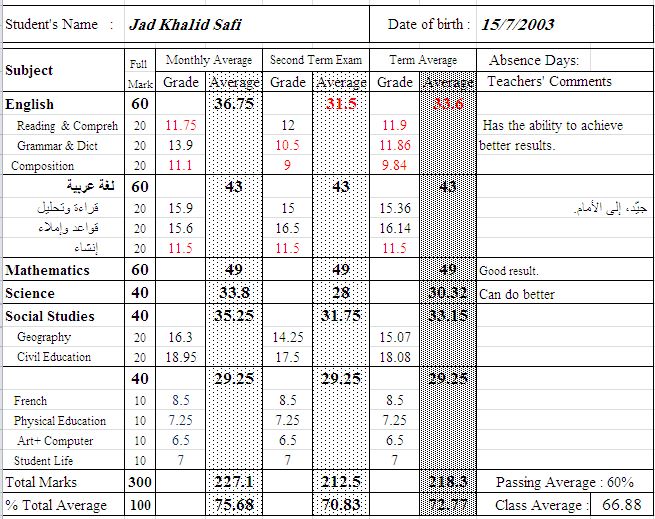 Student's Name : Jad Khalid Safi Date of birth : 15/7/2003
Subject Full Mark Monthly Average Second Term Exam Term Average Absence Days:
Grade Average Grade Average Grade Average Teachers' Comments
English 60 36.75 31.5 33.6
Reading & Compreh 20 11.75 12 11.9 Has the ability to achieve
Grammar & Dict 20 13.9 10.5 11.86 better results.
Composition 20 11.1 9 9.84
لغة عربية 60 43 43 43
قراءة وتحليل 20 15.9 15 15.36 جيّد، إلى الأمام.
قواعد وإملاء 20 15.6 16.5 16.14
إنشاء 20 11.5 11.5 11.5
Mathematics 60 49 49 49 Good result.
Science 40 33.8 28 30.32 Can do better
Social Studies 40 35.25 31.75 33.15
Geography 20 16.3 14.25 15.07
Civil Education 20 18.95 17.5 18.08
40 29.25 29.25 29.25
French 10 8.5 8.5 8.5
Physical Education 10 7.25 7.25 7.25
Art+ Computer 10 6.5 6.5 6.5
Student Life 10 7 7 7
Total Marks 300 227.1 212.5 218.3 Passing Average : 60%
% Total Average 100 75.68 70.83 72.77 Class Average : 66.88